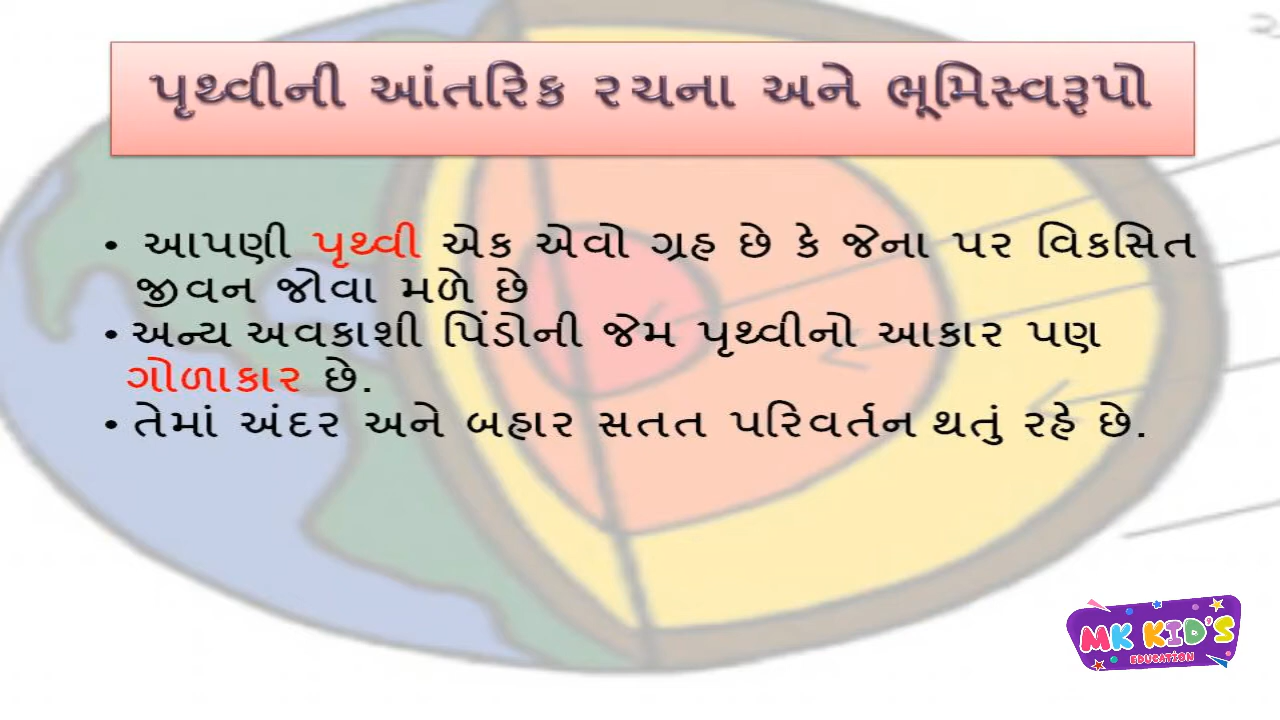 પૃથ્વીની આંતરિક રચના અને ભૂમિસ્વરૂપો
• આપણી પૃથ્વી એક એવો ગ્રહ છે કે જેના પર વિકસિત
જીવન જોવા મળે છે
• અન્ય અવકાશી પિંડોની જેમ પૃથ્વીનો આકાર પણ
ગોળાકાર છે.
• તેમાં અંદર અને બહાર સતત પરિવર્તન થતું રહે છે.
MK KID'S
EDUCATION